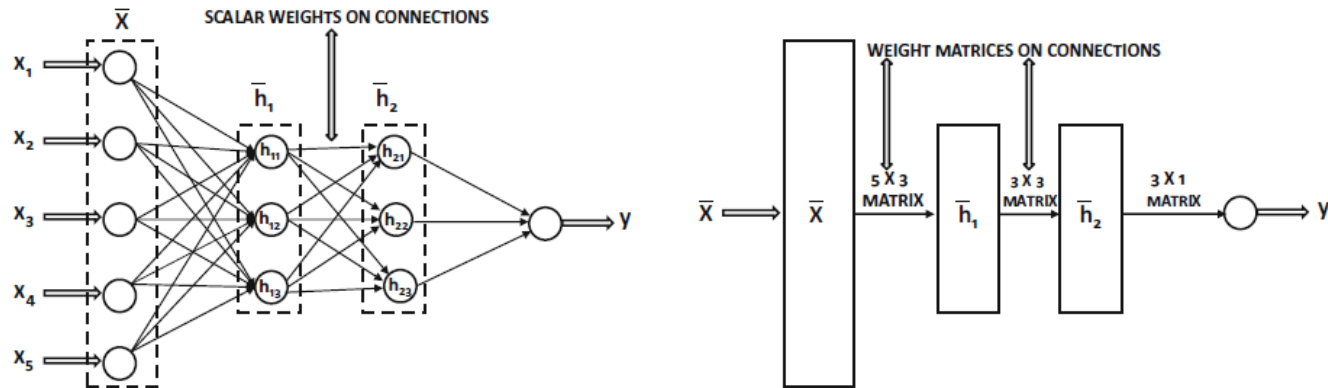 SCALAR WEIGHTS ON CONNECTIONS
X̅
X₁
X₂
X₃
X₄
X₅
h̅₁
h̅₂
h₁₁
h₁₂
h₁₃
h₂₁
h₂₂
h₂₃
y
WEIGHT MATRICES ON CONNECTIONS
X̅
X̅
5 X 3
MATRIX
h̅₁
3 X 3
MATRIX
h̅₂
3 X 1
MATRIX
y